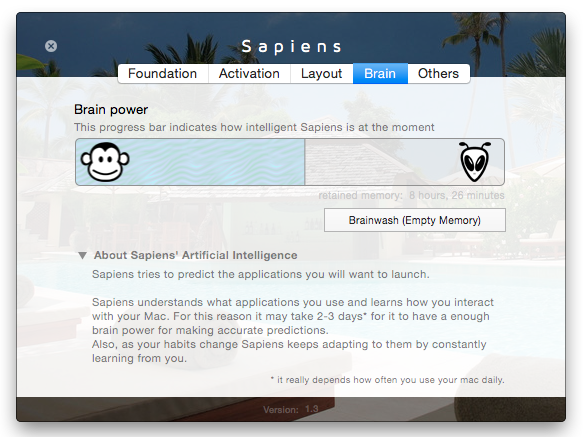 Sapiens
Foundation
Activation
Layout
Brain
Others
Brain power
This progress bar indicates how intelligent Sapiens is at the moment
retained memory: 8 hours, 28 minutes
Brainwash (Empty Memory)
About Sapiens' Artificial Intelligence
Sapiens tries to predict the applications you will want to launch.
Sapiens understands what applications you use and learns how you interact
with your Mac. For this reason it may take 2-3 days* for it to have a enough
brain power for making accurate predictions.
Also, as your habits change Sapiens keeps adapting to them by constantly
learning from you.
* it really depends how often you use your mac daily.
Version: 1.3